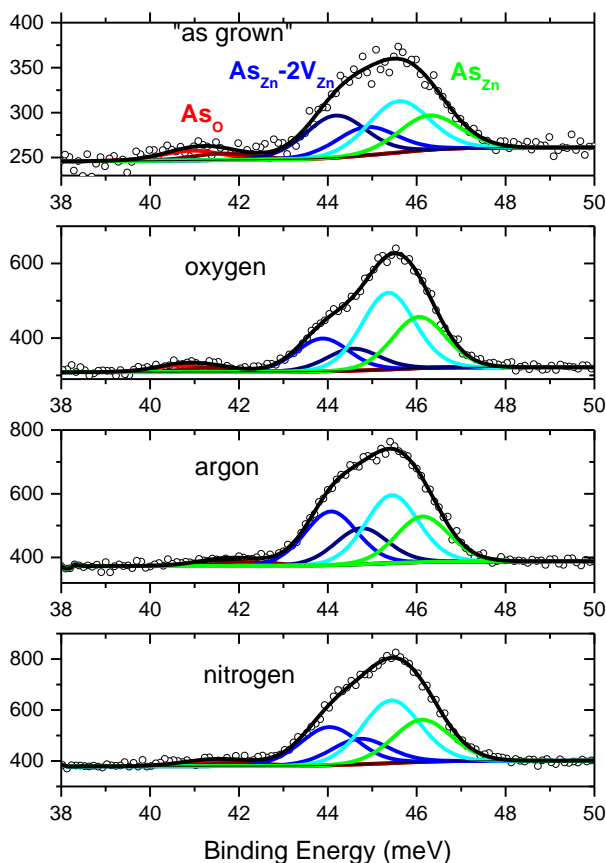 400
"as grown"
350
As_Zn-2V_Zn
As_Zn
300
As_O
250
38 40 42 44 46 48 50
600
oxygen
400
38 40 42 44 46 48 50
800
argon
600
400
38 40 42 44 46 48 50
800
nitrogen
600
400
38 40 42 44 46 48 50
Binding Energy (meV)